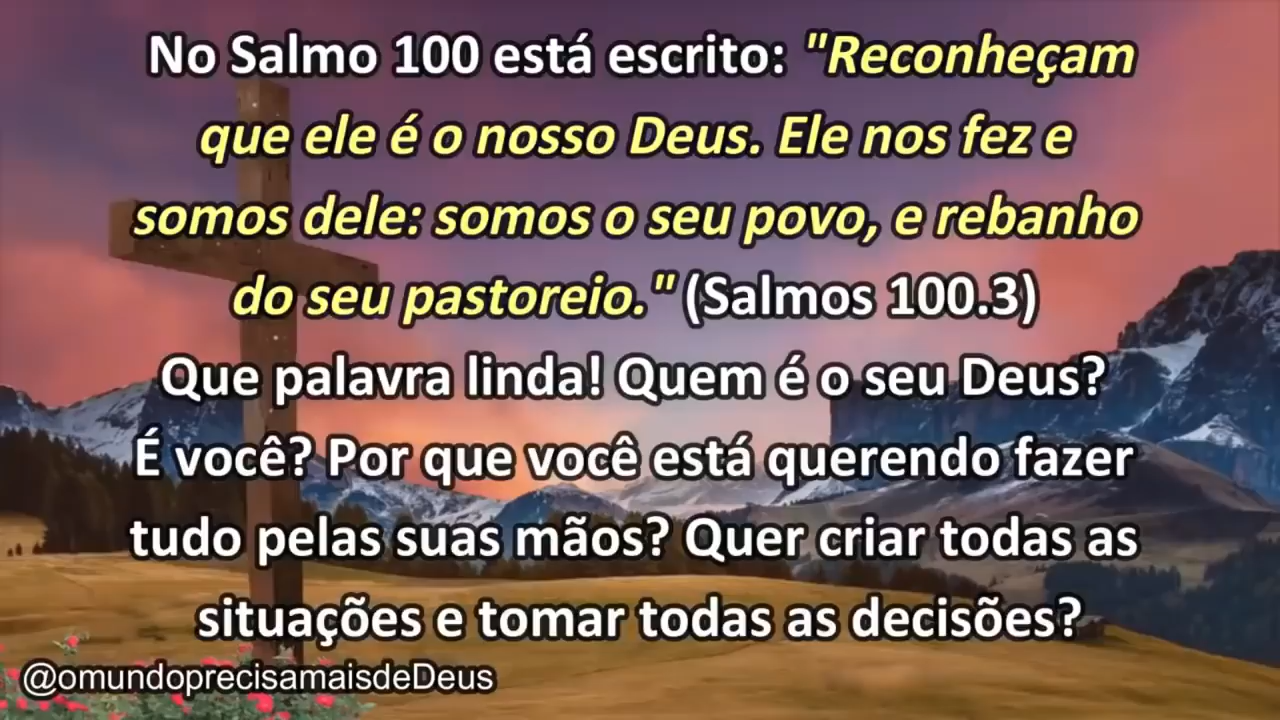 No Salmo 100 está escrito: "Reconheçam
que ele é o nosso Deus. Ele nos fez e
somos dele: somos o seu povo, e rebanho
do seu pastoreio." (Salmos 100.3)
Que palavra linda! Quem é o seu Deus?
É você? Por que você está querendo fazer
tudo pelas suas mãos? Quer criar todas as
situações e tomar todas as decisões?
@omundoprecisamaisdeDeus